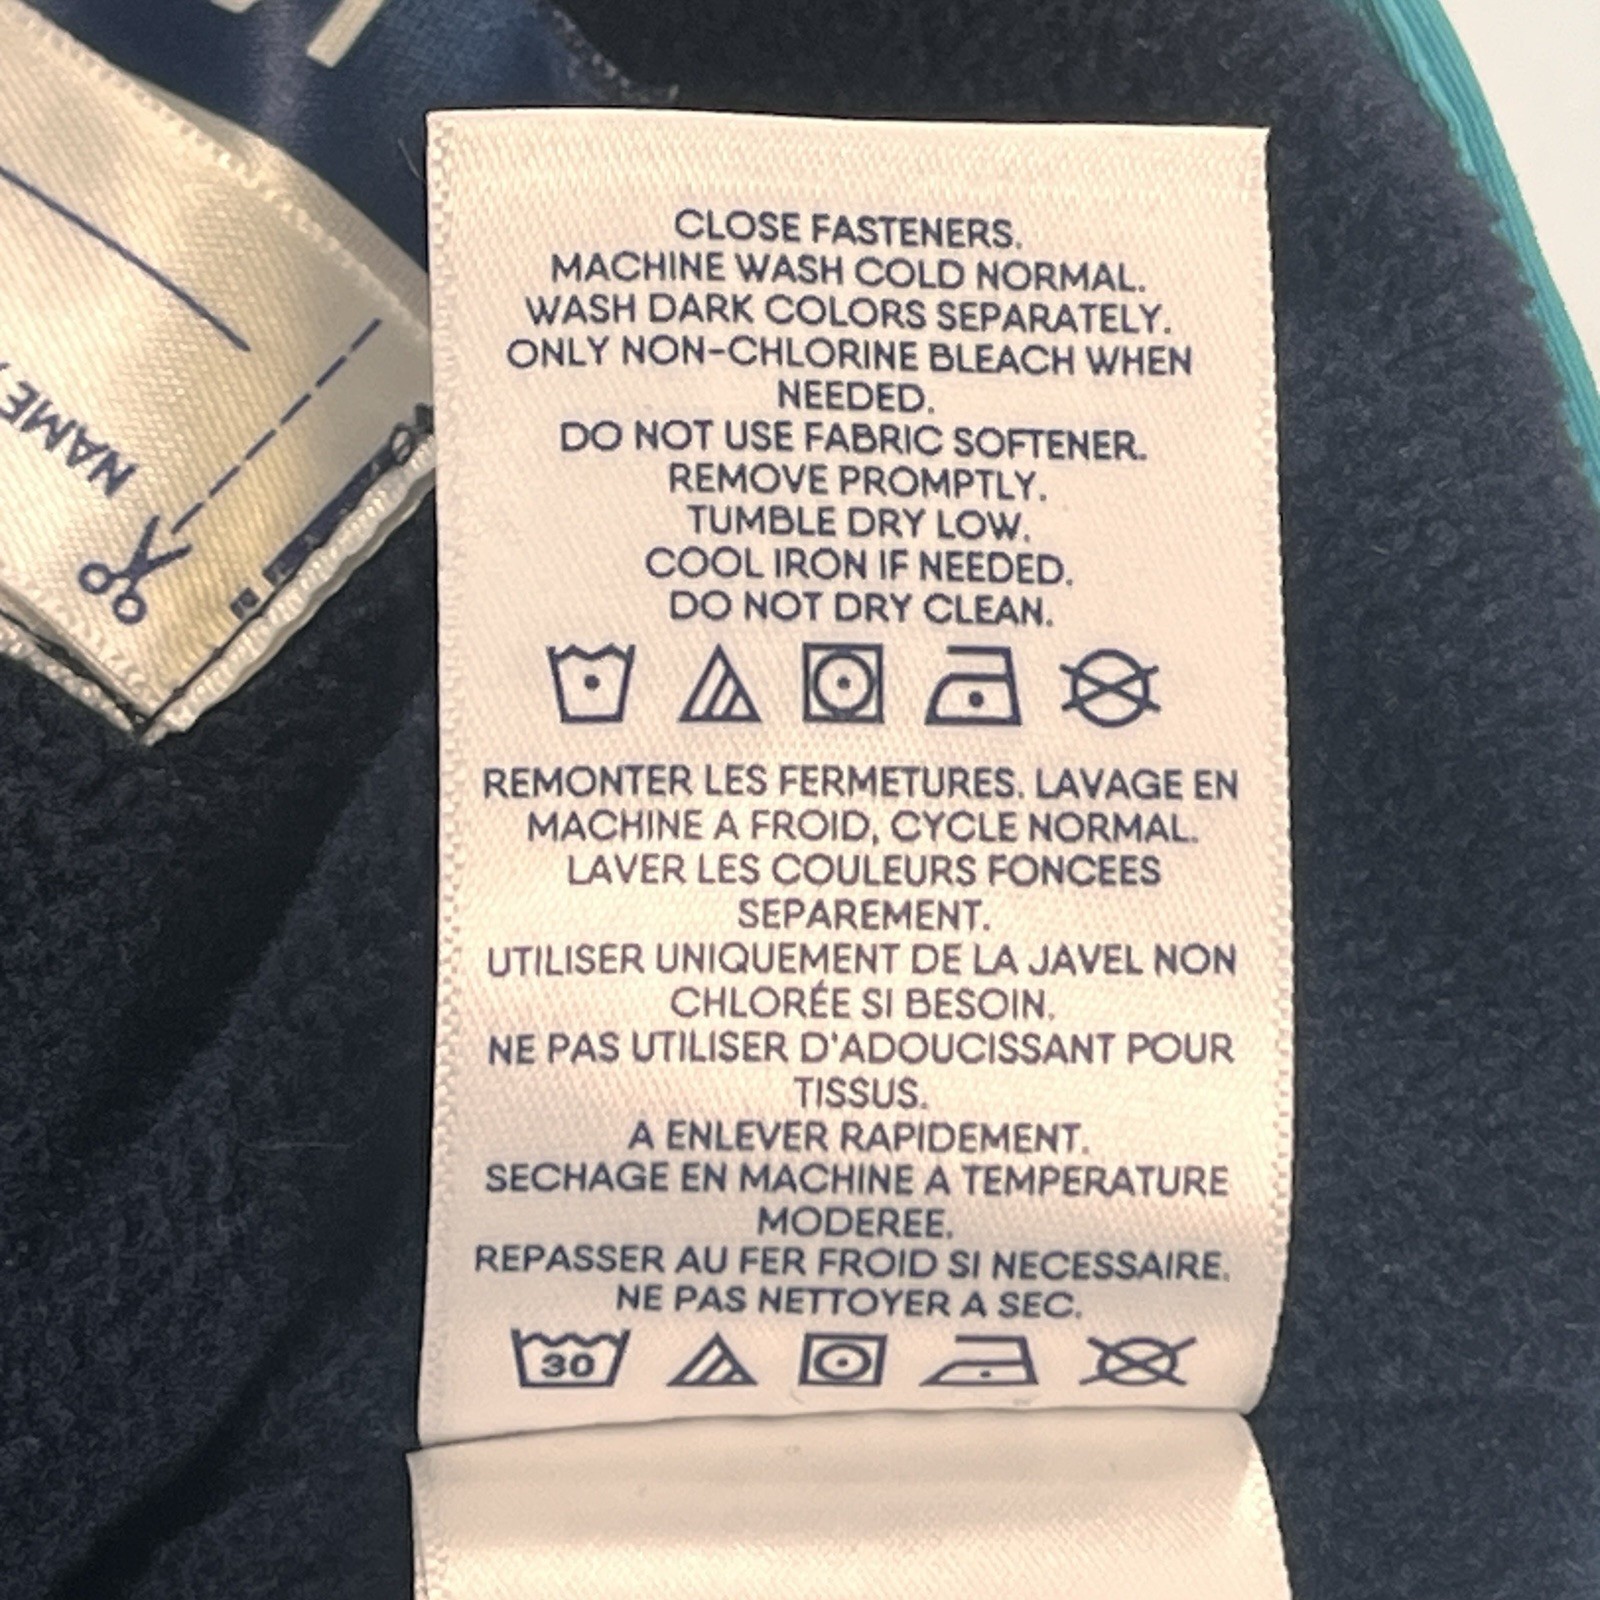 NAME
CLOSE FASTENERS.
MACHINE WASH COLD NORMAL.
WASH DARK COLORS SEPARATELY.
ONLY NON-CHLORINE BLEACH WHEN
NEEDED.
DO NOT USE FABRIC SOFTENER.
REMOVE PROMPTLY.
TUMBLE DRY LOW.
COOL IRON IF NEEDED.
DO NOT DRY CLEAN.
REMONTER LES FERMETURES. LAVAGE EN
MACHINE A FROID, CYCLE NORMAL.
LAVER LES COULEURS FONCEES
SEPAREMENT.
UTILISER UNIQUEMENT DE LA JAVEL NON
CHLORÉE SI BESOIN.
NE PAS UTILISER D'ADOUCISSANT POUR
TISSUS.
A ENLEVER RAPIDEMENT.
SECHAGE EN MACHINE A TEMPERATURE
MODEREE.
REPASSER AU FER FROID SI NECESSAIRE.
NE PAS NETTOYER A SEC.
30